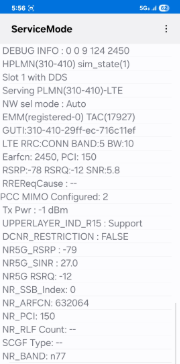 5:56
5G
62
ServiceMode
DEBUG INFO : 0 0 9 124 2450
HPLMN(310-410) sim_state(1)
Slot 1 with DDS
Serving PLMN(310-410)-LTE
NW sel mode : Auto
EMM(registered-0) TAC(17927)
GUTI:310-410-29ff-ec-716c11ef
LTE RRC:CONN BAND:5 BW:10
Earfcn: 2450, PCI: 150
RSRP:-78 RSRQ:-12 SNR:5.8
RREReqCause : --
PCC MIMO Configured: 2
Tx Pwr : -1 dBm
UPPERLAYER_IND_R15 : Support
DCNR_RESTRICTION : FALSE
NR5G_RSRP : -79
NR5G_SINR : 27.0
NR5G RSRQ: -12
NR_SSB_Index: 0
NR_ARFCN: 632064
NR_PCI: 150
NR_RLF Count: --
SCGF Type: --
NR_BAND: n77